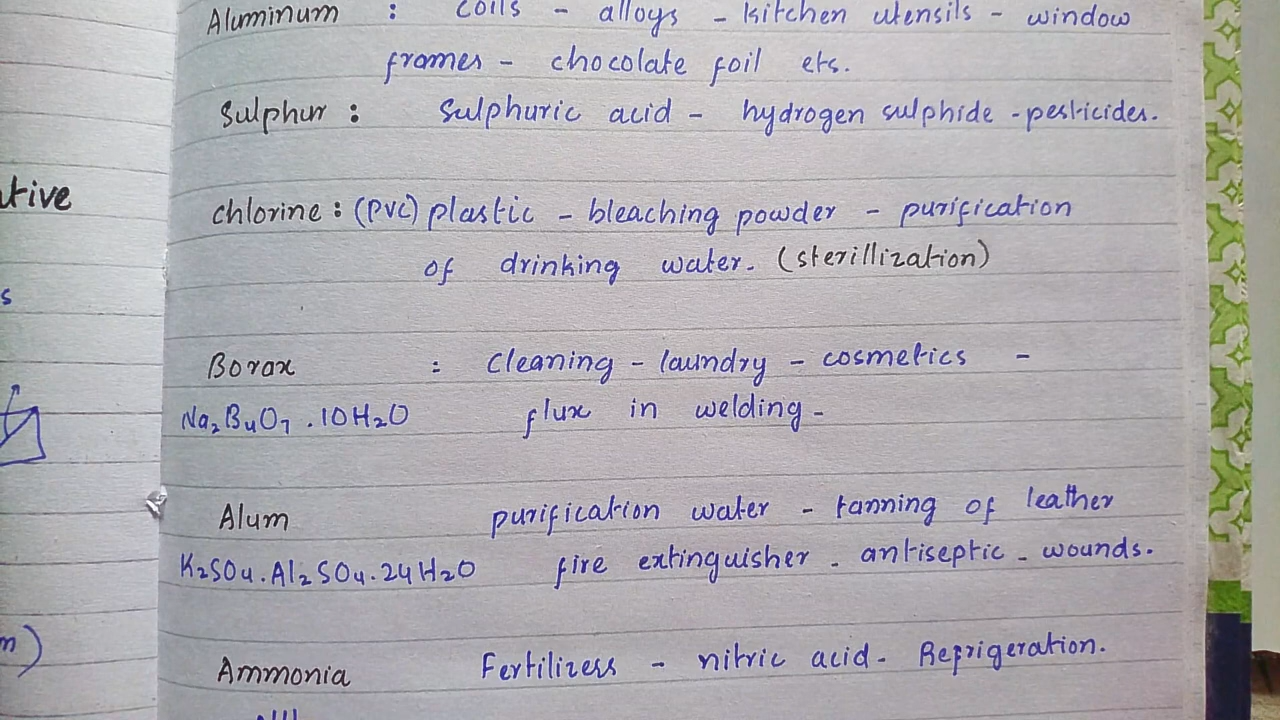 Aluminum : coils - alloys - kitchen utensils - window
frames - chocolate foil ets.
Sulphur : Sulphuric acid - hydrogen sulphide - pesticides.
utive
chlorine : (PVC) plastic - bleaching powder - purification
of drinking water. (sterillization)
s
Borax : Cleaning - laundry - cosmetics -
Na₂B₄O₇ . 10H₂O flux in welding -
Alum purification water - tanning of leather
K₂SO₄.Al₂SO₄.24H₂O fire extinguisher - antiseptic - wounds.
m)
Ammonia Fertilizess - nitric acid - Refrigeration.